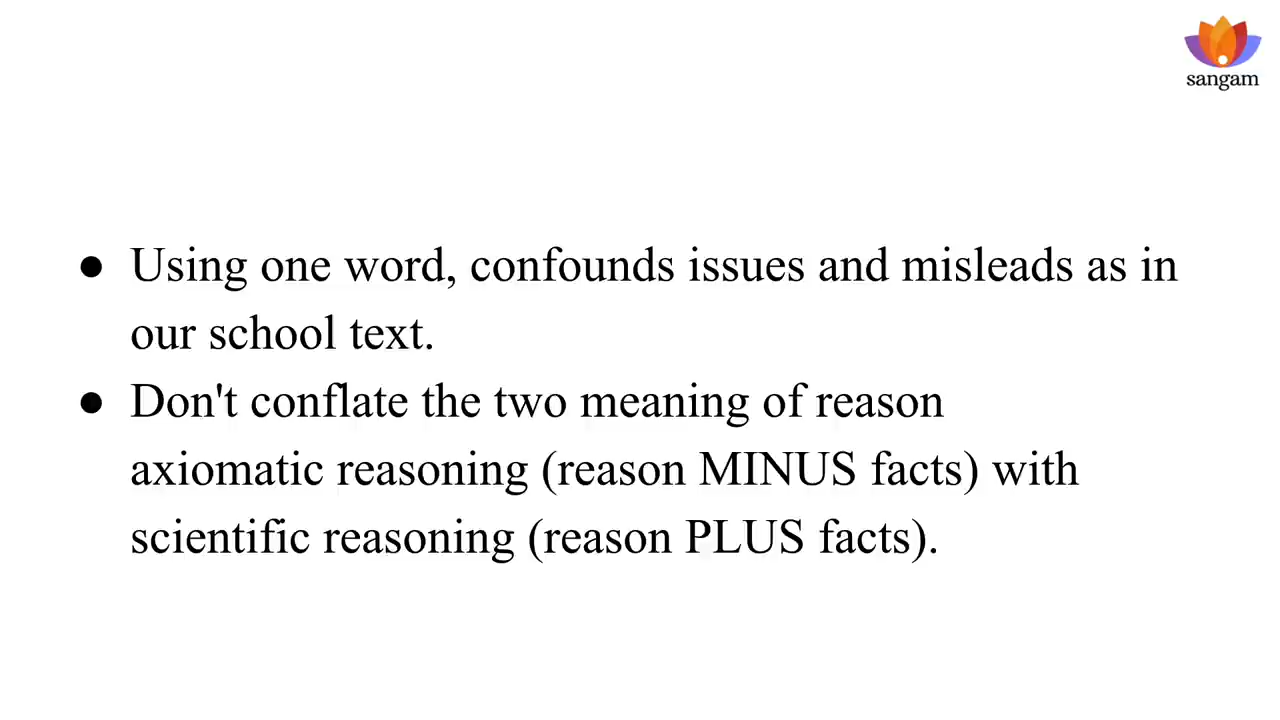 sangam
● Using one word, confounds issues and misleads as in
our school text.
● Don't conflate the two meaning of reason
axiomatic reasoning (reason MINUS facts) with
scientific reasoning (reason PLUS facts).